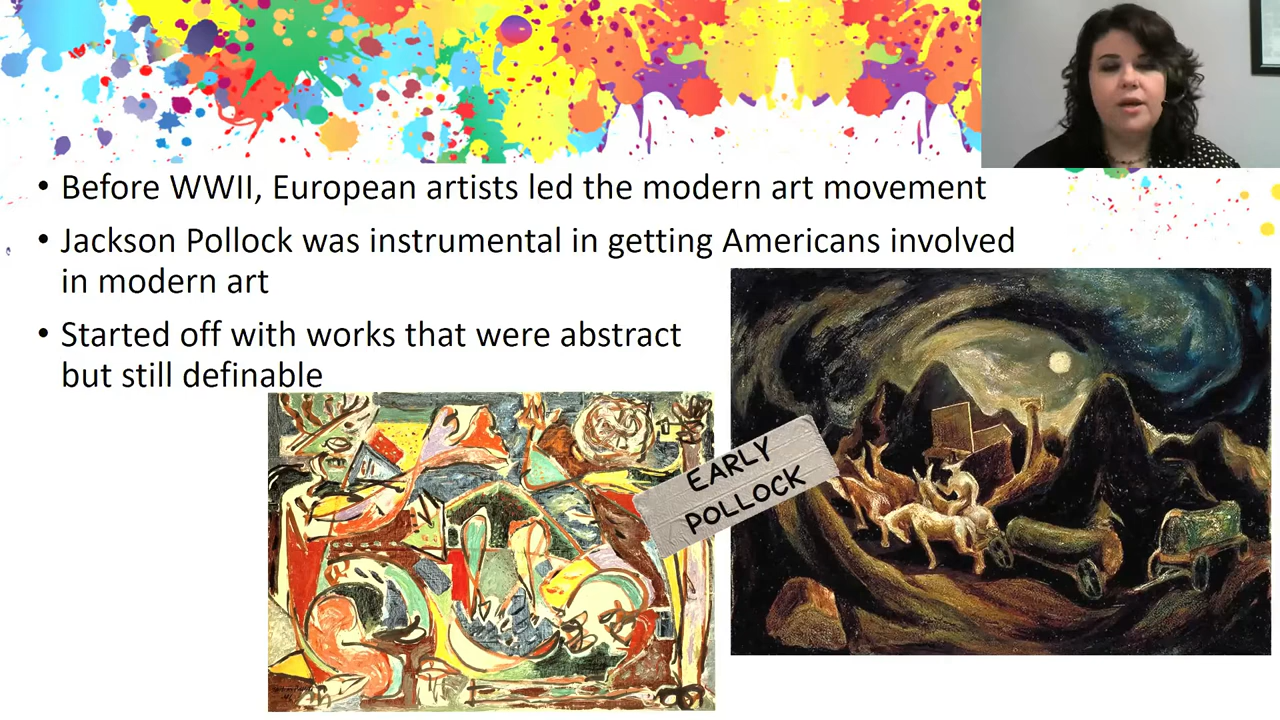 • Before WWII, European artists led the modern art movement
• Jackson Pollock was instrumental in getting Americans involved
in modern art
• Started off with works that were abstract
but still definable
EARLY
POLLOCK